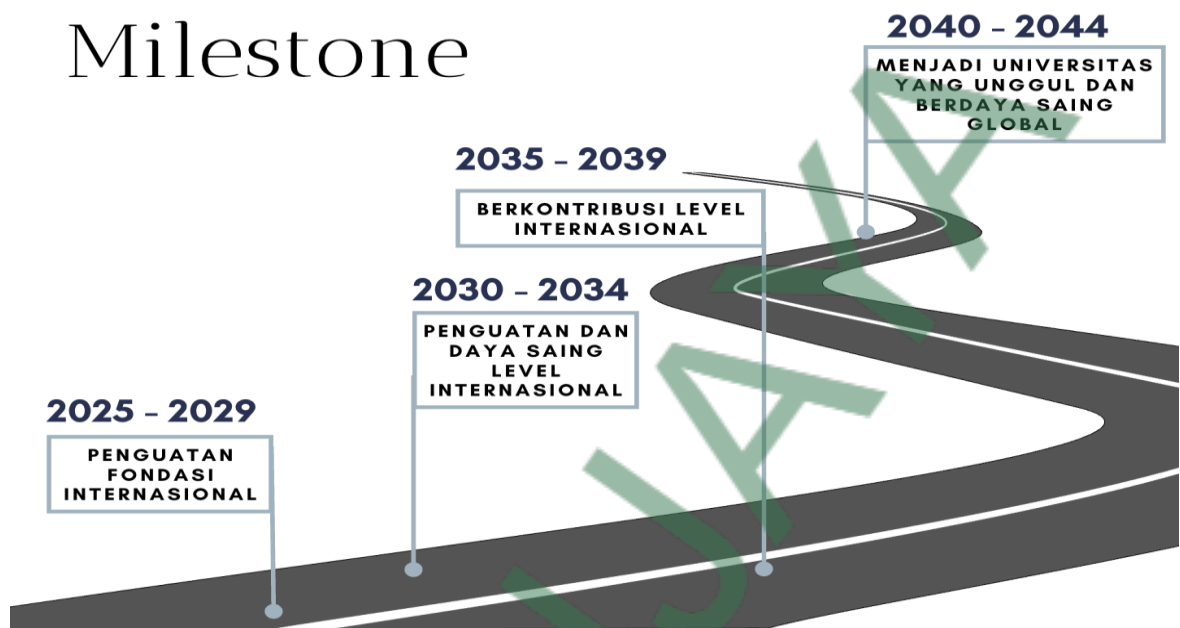 Milestone
2040 – 2044
MENJADI UNIVERSITAS
YANG UNGGUL DAN
BERDAYA SAING
GLOBAL
2035 – 2039
BERKONTRIBUSI LEVEL
INTERNASIONAL
2030 – 2034
PENGUATAN DAN
DAYA SAING
LEVEL
INTERNASIONAL
2025 – 2029
PENGUATAN
FONDASI
INTERNASIONAL
JAYA